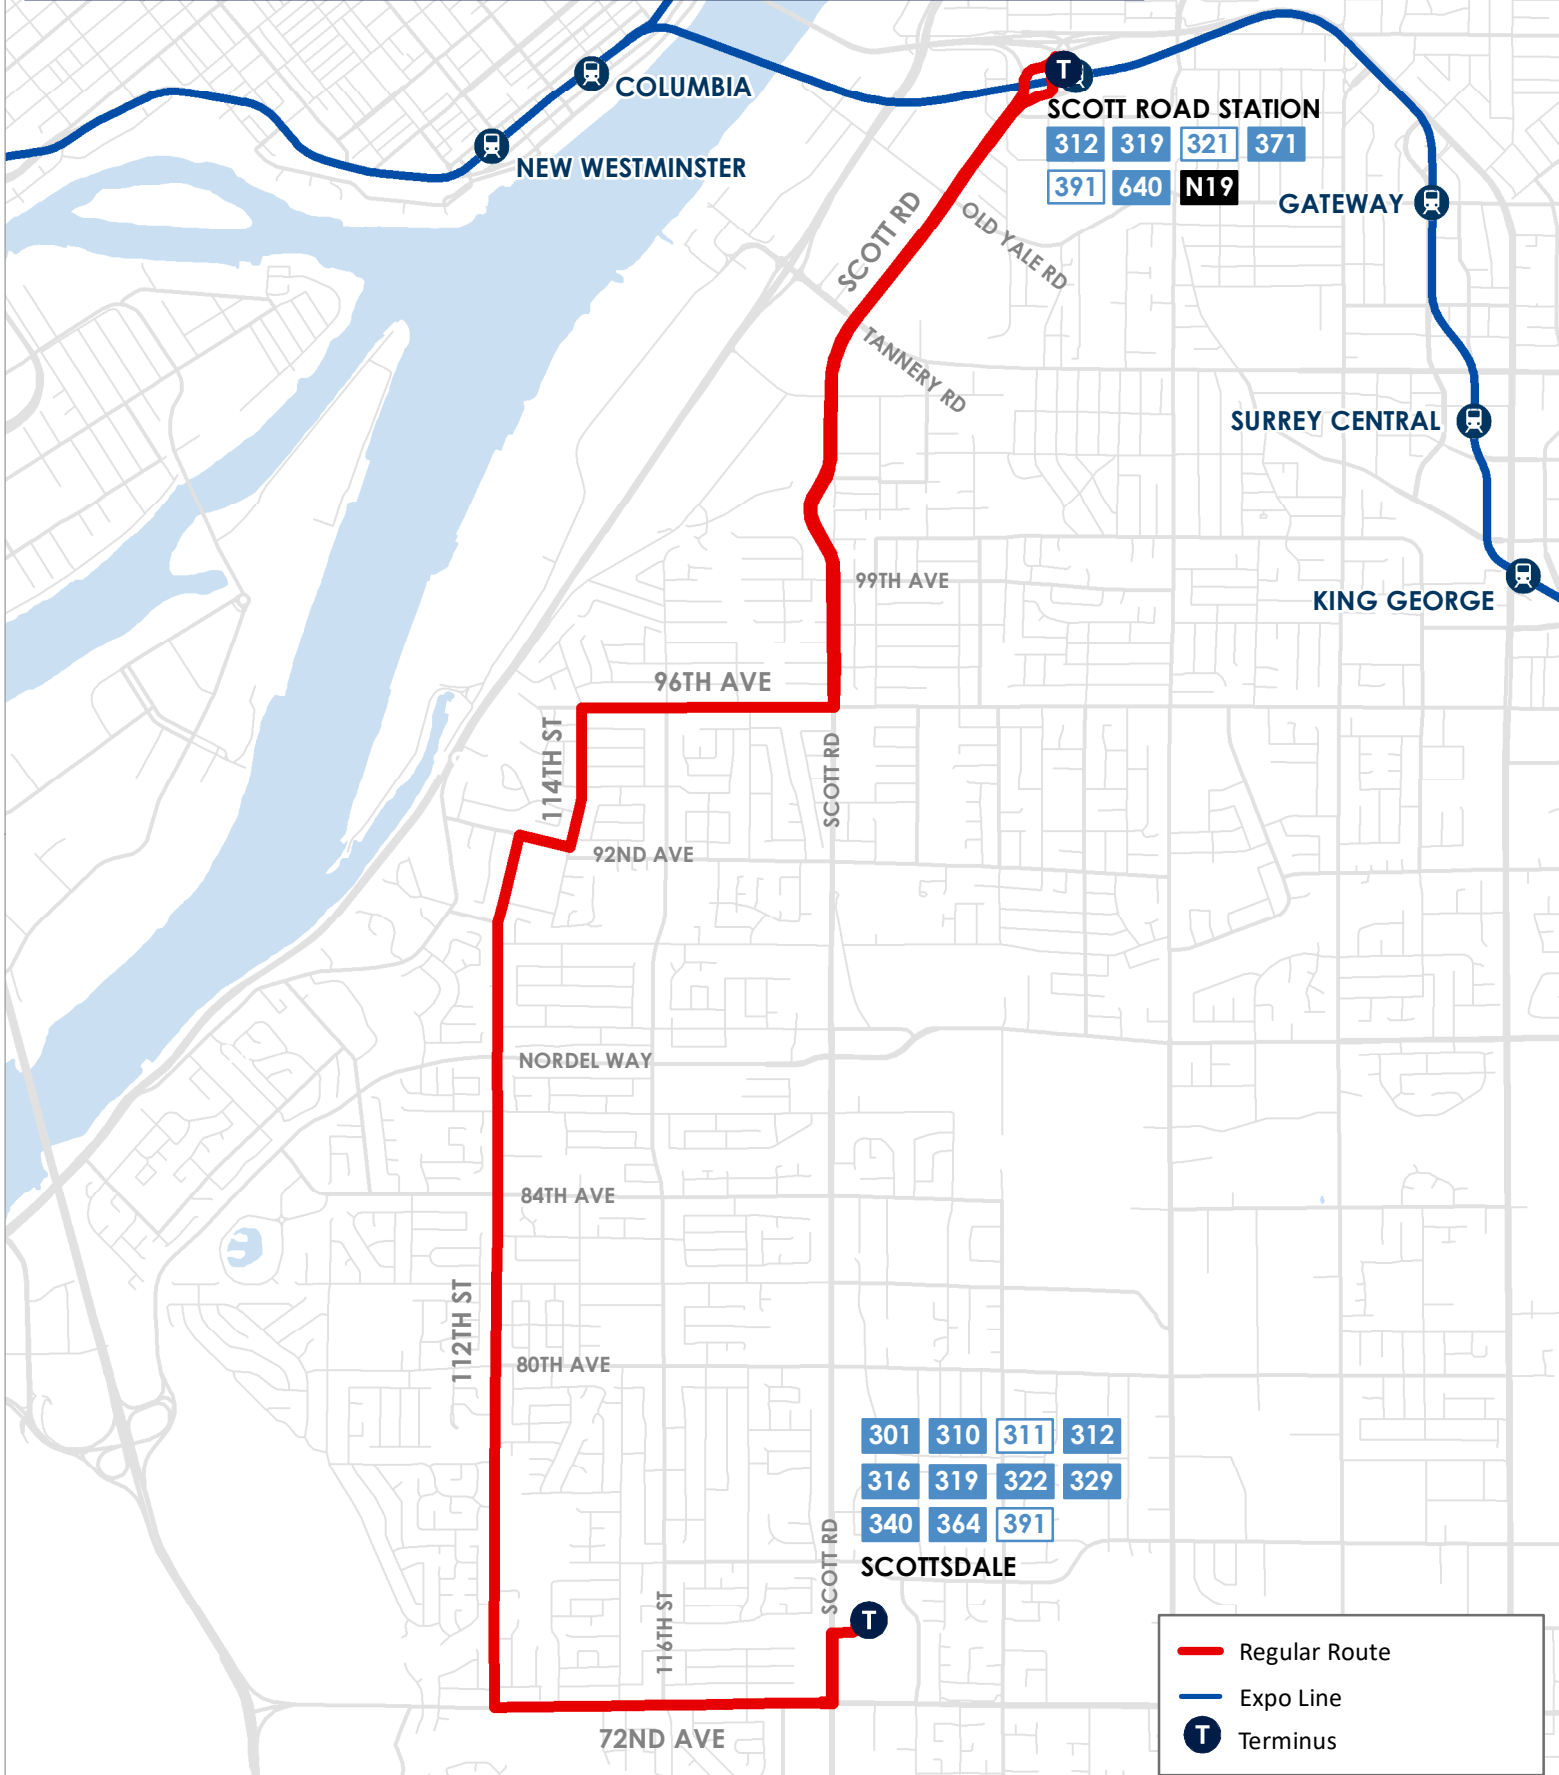 COLUMBIA
NEW WESTMINSTER
T
SCOTT ROAD STATION
312 319 321 371
391 640 N19
GATEWAY
SCOTT RD
OLD YALE RD
TANNERY RD
SURREY CENTRAL
99TH AVE
KING GEORGE
96TH AVE
114TH ST
SCOTT RD
92ND AVE
NORDEL WAY
84TH AVE
112TH ST
80TH AVE
301 310 311 312
316 319 322 329
340 364 391
SCOTTSDALE
SCOTT RD
116TH ST
T
72ND AVE
Regular Route
Expo Line
T Terminus